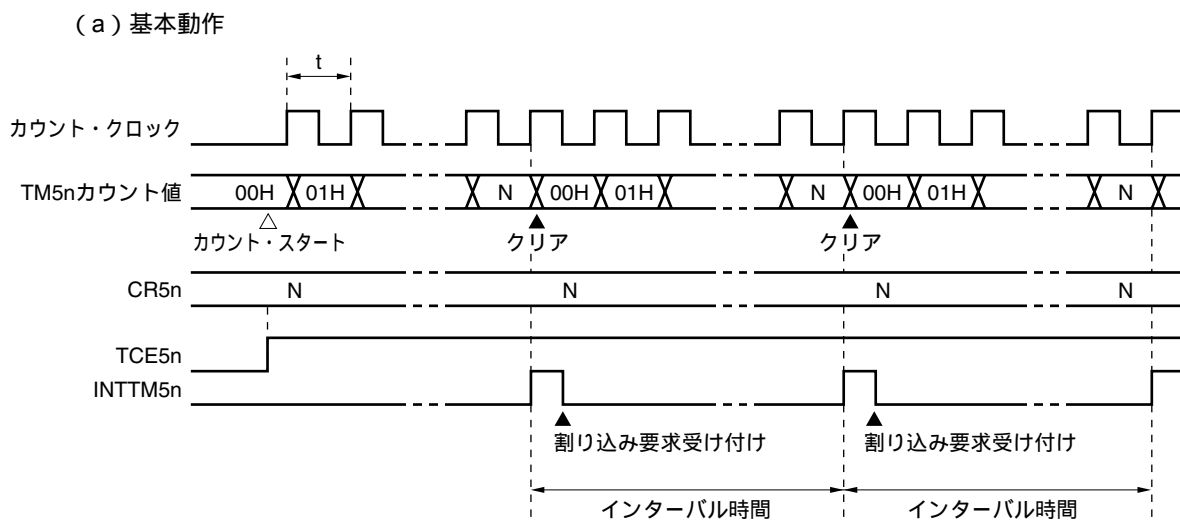 (a)基本動作
t
カウント・クロック
TM5nカウント値 00H 01H N 00H 01H N 00H 01H N
カウント・スタート クリア クリア
CR5n N N N N
TCE5n
INTTM5n
割り込み要求受け付け 割り込み要求受け付け
インターバル時間 インターバル時間